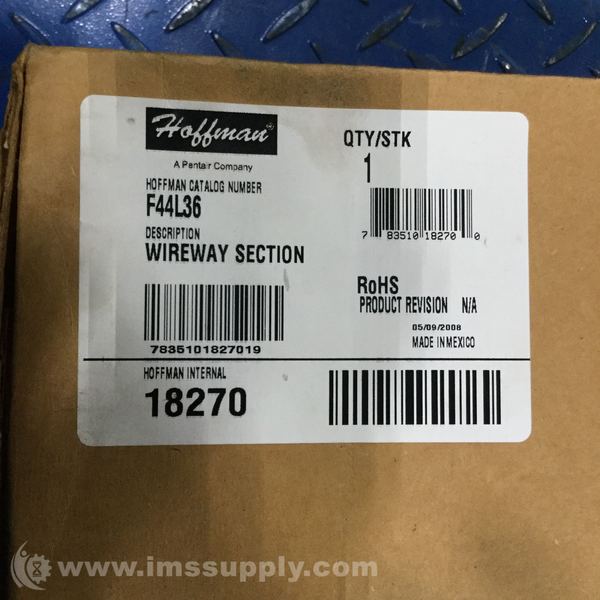 Hoffman
A Pentair Company
HOFFMAN CATALOG NUMBER
F44L36
DESCRIPTION
WIREWAY SECTION
7835101827019
QTY/STK
1
7 83510 18270 0
RoHS
PRODUCT REVISION N/A
05/09/2008
MADE IN MEXICO
HOFFMAN INTERNAL
18270
www.imssupply.com